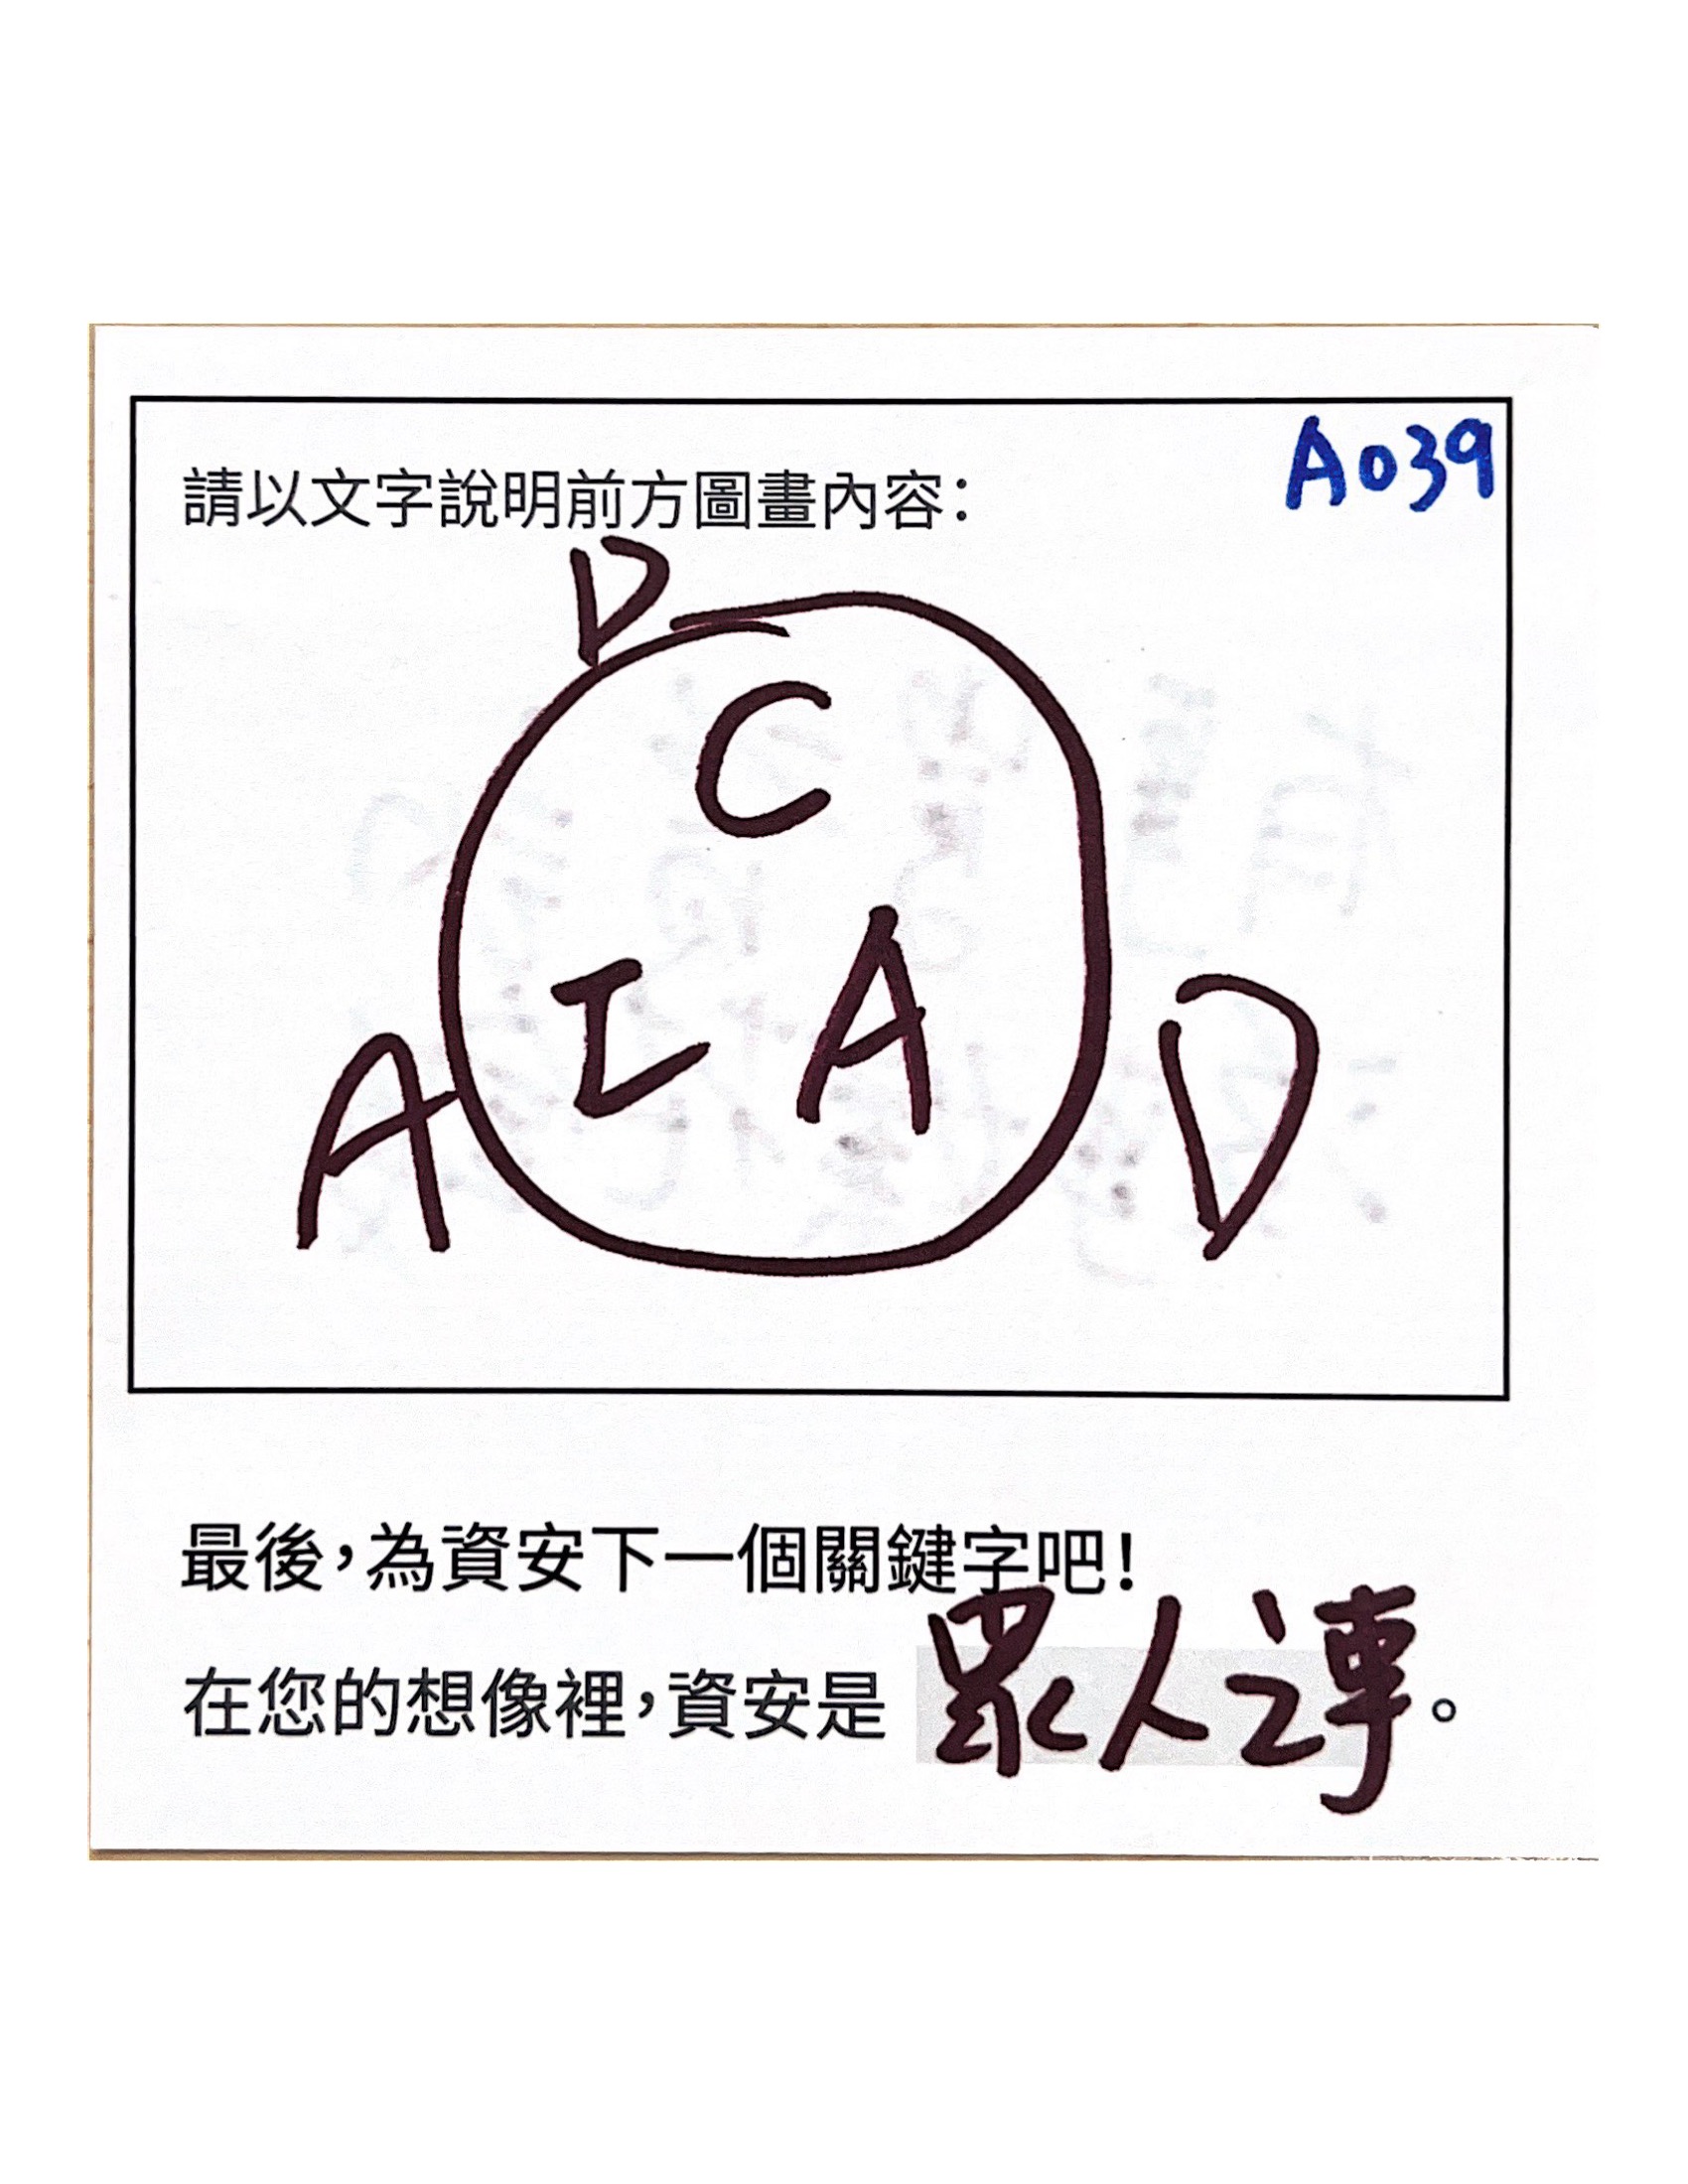 A039
請以文字說明前方圖畫內容：
D
C
I A
A D
最後，為資安下一個關鍵字吧！
在您的想像裡，資安是 眾人之事。